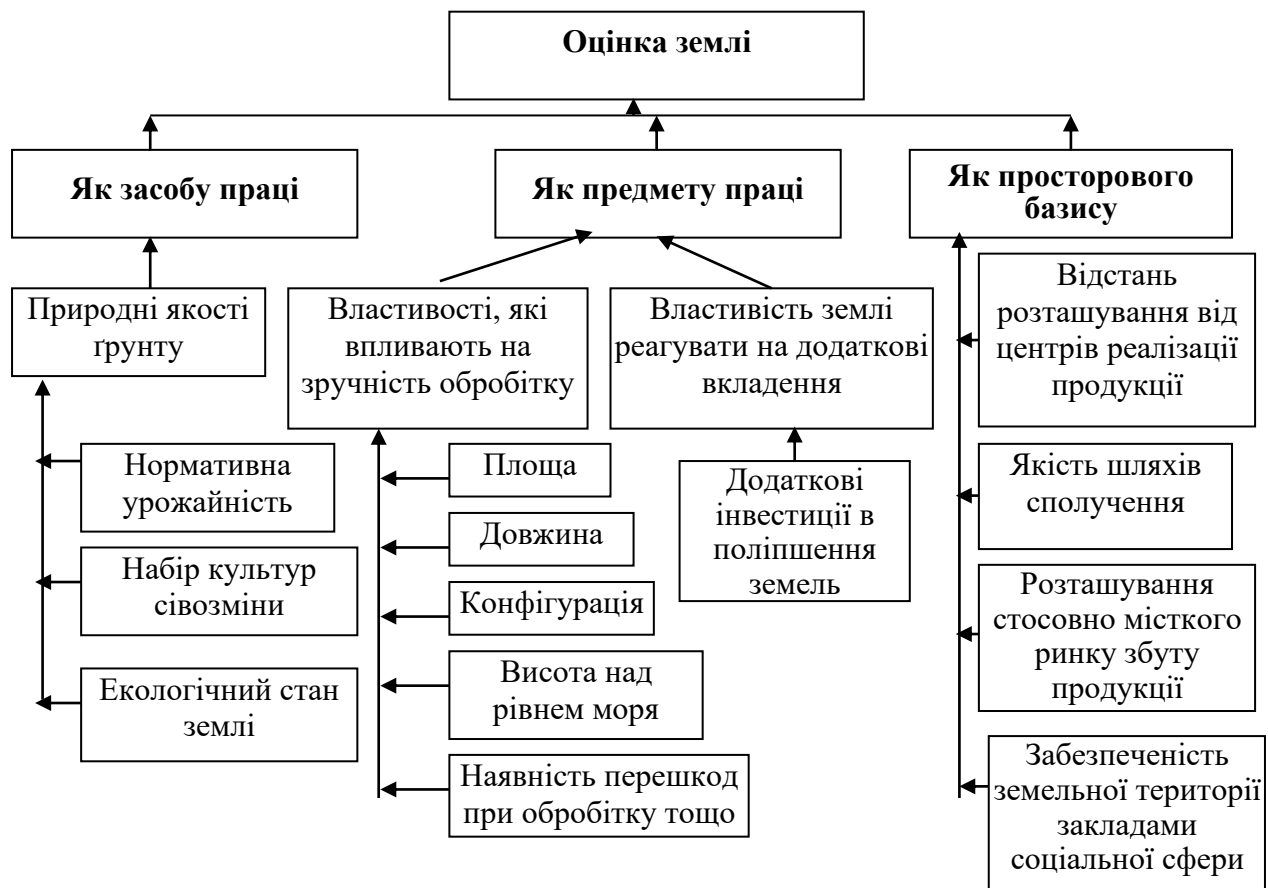 Оцінка землі
Як засобу праці
Як предмету праці
Як просторового
базису
Природні якості
ґрунту
Властивості, які
впливають на
зручність обробітку
Властивість землі
реагувати на додаткові
вкладення
Відстань
розташування від
центрів реалізації
продукції
Нормативна
урожайність
Набір культур
сівозміни
Екологічний стан
землі
Площа
Довжина
Конфігурація
Висота над
рівнем моря
Наявність перешкод
при обробітку тощо
Додаткові
інвестиції в
поліпшення
земель
Якість шляхів
сполучення
Розташування
стосовно місткого
ринку збуту
продукції
Забезпеченість
земельної території
закладами
соціальної сфери